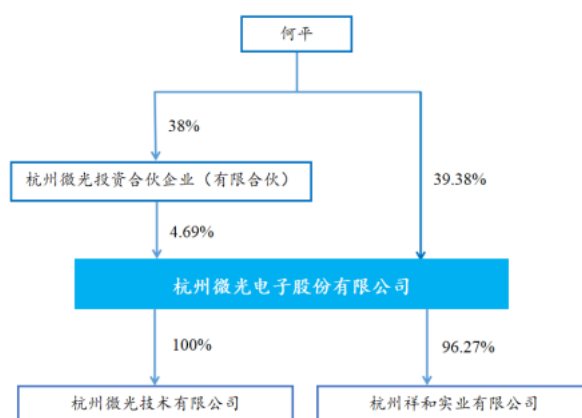 何平
38%
39.38%
杭州微光投资合伙企业（有限合伙）
4.69%
杭州微光电子股份有限公司
100%
96.27%
杭州微光技术有限公司
杭州祥和实业有限公司